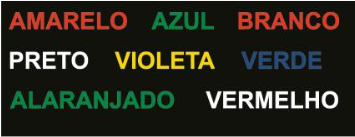 AMARELO AZUL BRANCO
PRETO VIOLETA VERDE
ALARANJADO VERMELHO